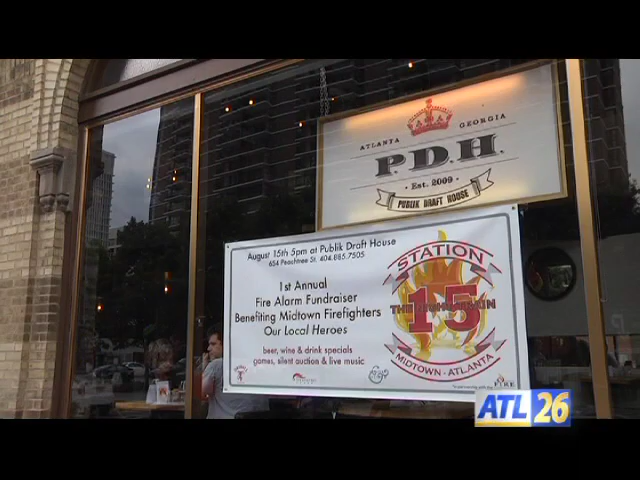 ATLANTA GEORGIA
P.D.H.
Est. 2009
PUBLIK DRAFT HOUSE
August 15th 5pm at Publik Draft House
654 Peachtree St. 404.885.7505
1st Annual
Fire Alarm Fundraiser
Benefiting Midtown Firefighters
Our Local Heroes
beer, wine & drink specials
games, silent auction & live music
STATION
15
MIDTOWN - ATLANTA
FIRE
ATL 26